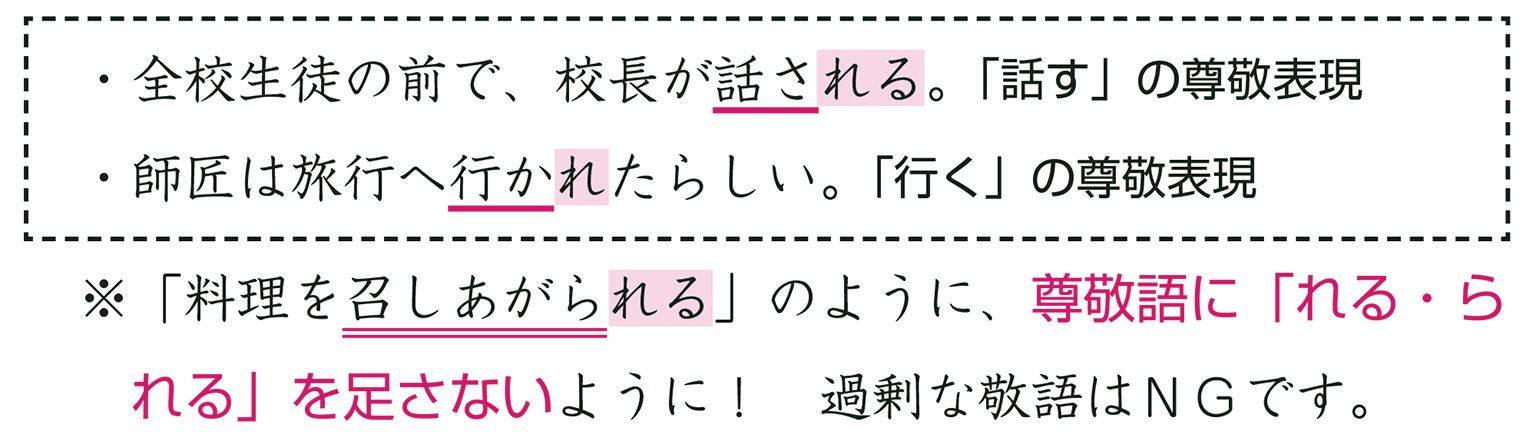 ・全校生徒の前で、校長が話される。「話す」の尊敬表現
・師匠は旅行へ行かれたらしい。「行く」の尊敬表現
※「料理を召しあがられる」のように、尊敬語に「れる・ら
れる」を足さないように！　過剰な敬語はＮＧです。